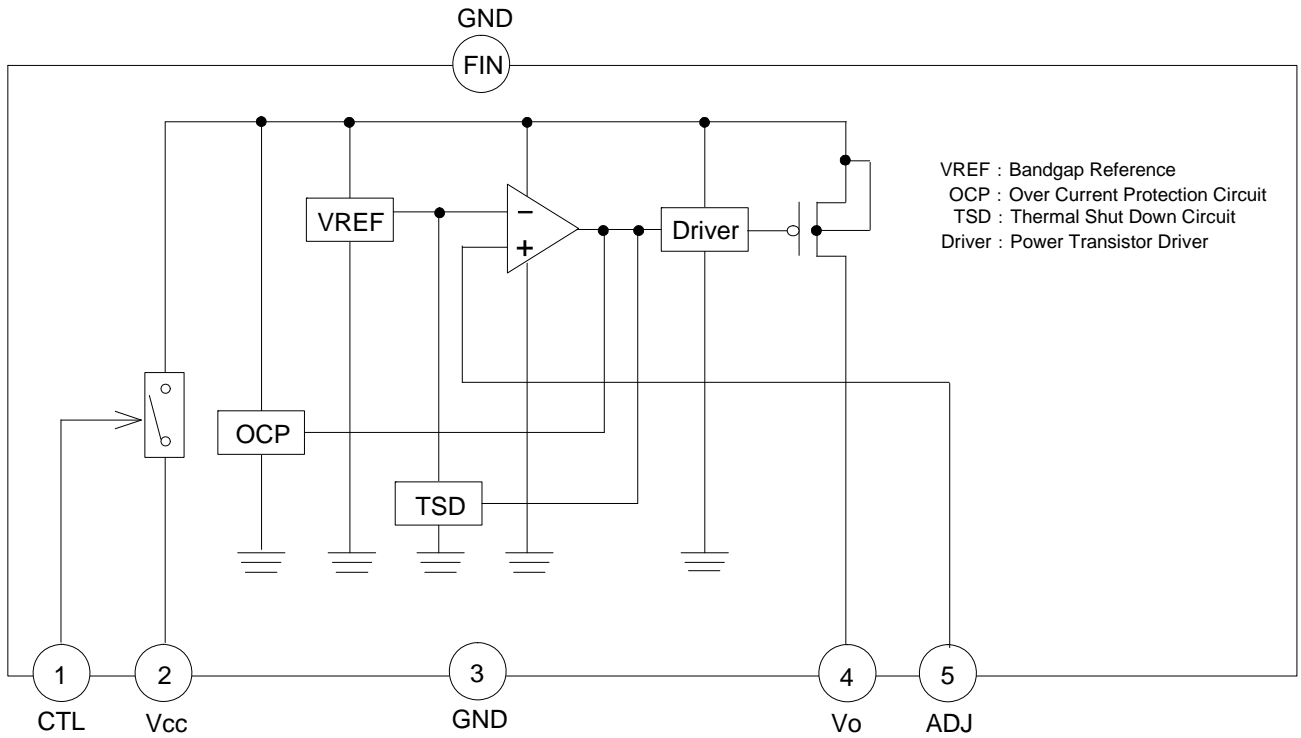 GND
FIN
VREF : Bandgap Reference
OCP : Over Current Protection Circuit
TSD : Thermal Shut Down Circuit
Driver : Power Transistor Driver
VREF
−
+
Driver
OCP
TSD
1
2
3
4
5
CTL
Vcc
GND
Vo
ADJ